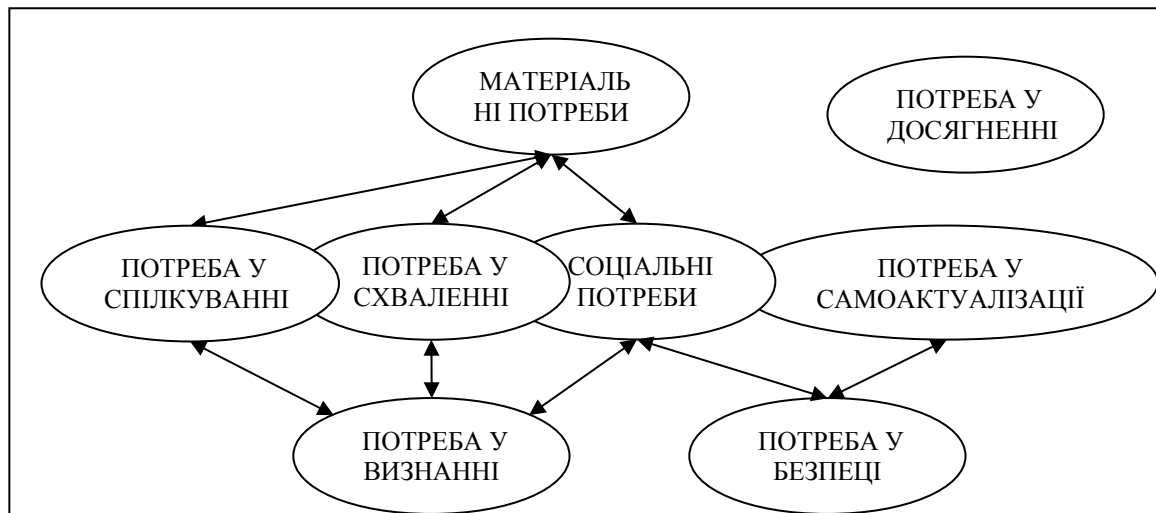 МАТЕРІАЛЬ
НІ ПОТРЕБИ
ПОТРЕБА У
ДОСЯГНЕННІ
ПОТРЕБА У
СПІЛКУВАННІ
ПОТРЕБА У
СХВАЛЕННІ
СОЦІАЛЬНІ
ПОТРЕБИ
ПОТРЕБА У
САМОАКТУАЛІЗАЦІЇ
ПОТРЕБА У
ВИЗНАННІ
ПОТРЕБА У
БЕЗПЕЦІ